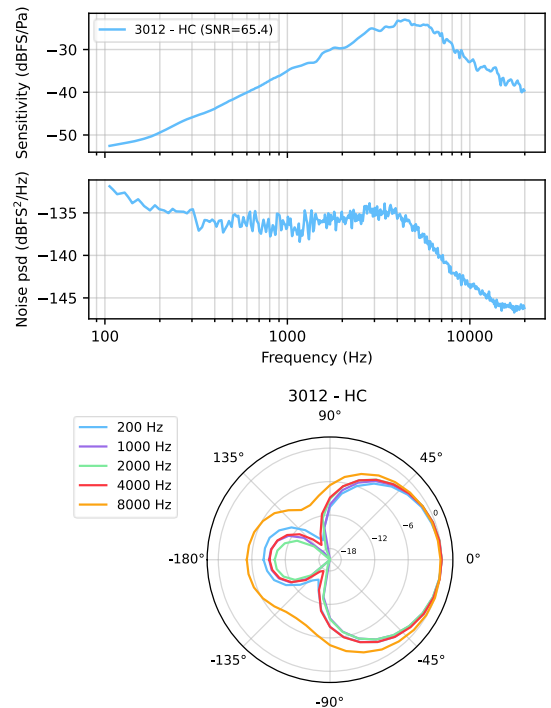 3012 - HC (SNR=65.4)
Sensitivity (dBFS/Pa)
−30
−40
−50
Noise psd (dBFS²/Hz)
−135
−140
−145
100
1000
10000
Frequency (Hz)
3012 - HC
200 Hz
1000 Hz
2000 Hz
4000 Hz
8000 Hz
90°
135°
45°
-180°
0°
-135°
-45°
-90°
0
-6
-12
-18